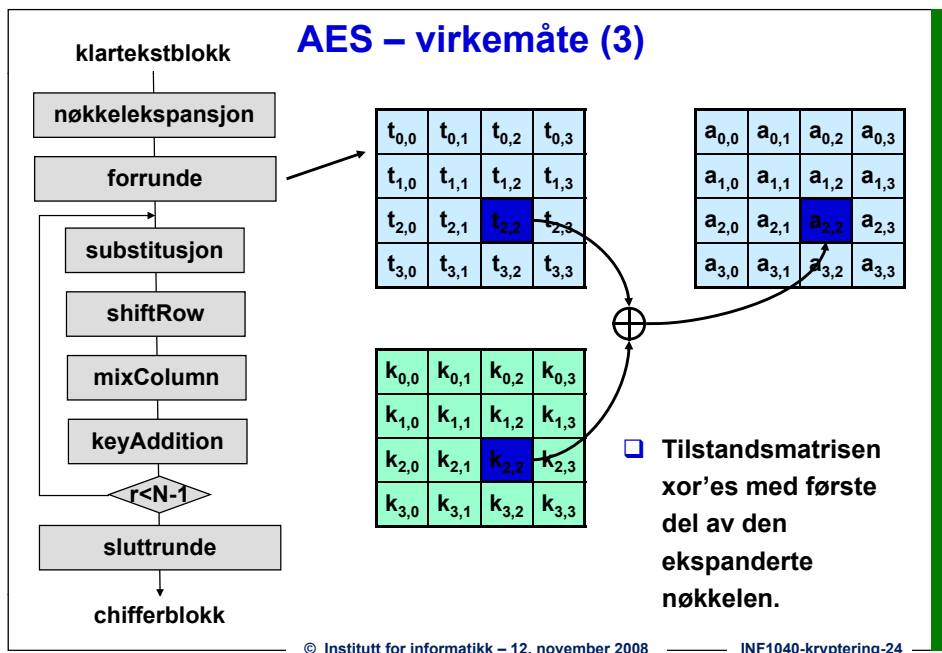 AES – virkemåte (3)
klartekstblokk
nøkkelekspansjon
forrunde
substitusjon
shiftRow
mixColumn
keyAddition
r<N-1
sluttrunde
chifferblokk
t0,0 t0,1 t0,2 t0,3
t1,0 t1,1 t1,2 t1,3
t2,0 t2,1 t2,2 t2,3
t3,0 t3,1 t3,2 t3,3
k0,0 k0,1 k0,2 k0,3
k1,0 k1,1 k1,2 k1,3
k2,0 k2,1 k2,2 k2,3
k3,0 k3,1 k3,2 k3,3
a0,0 a0,1 a0,2 a0,3
a1,0 a1,1 a1,2 a1,3
a2,0 a2,1 a2,2 a2,3
a3,0 a3,1 a3,2 a3,3
Tilstandsmatrisen
xor'es med første
del av den
ekspanderte
nøkkelen.
© Institutt for informatikk – 12. november 2008 INF1040-kryptering-24